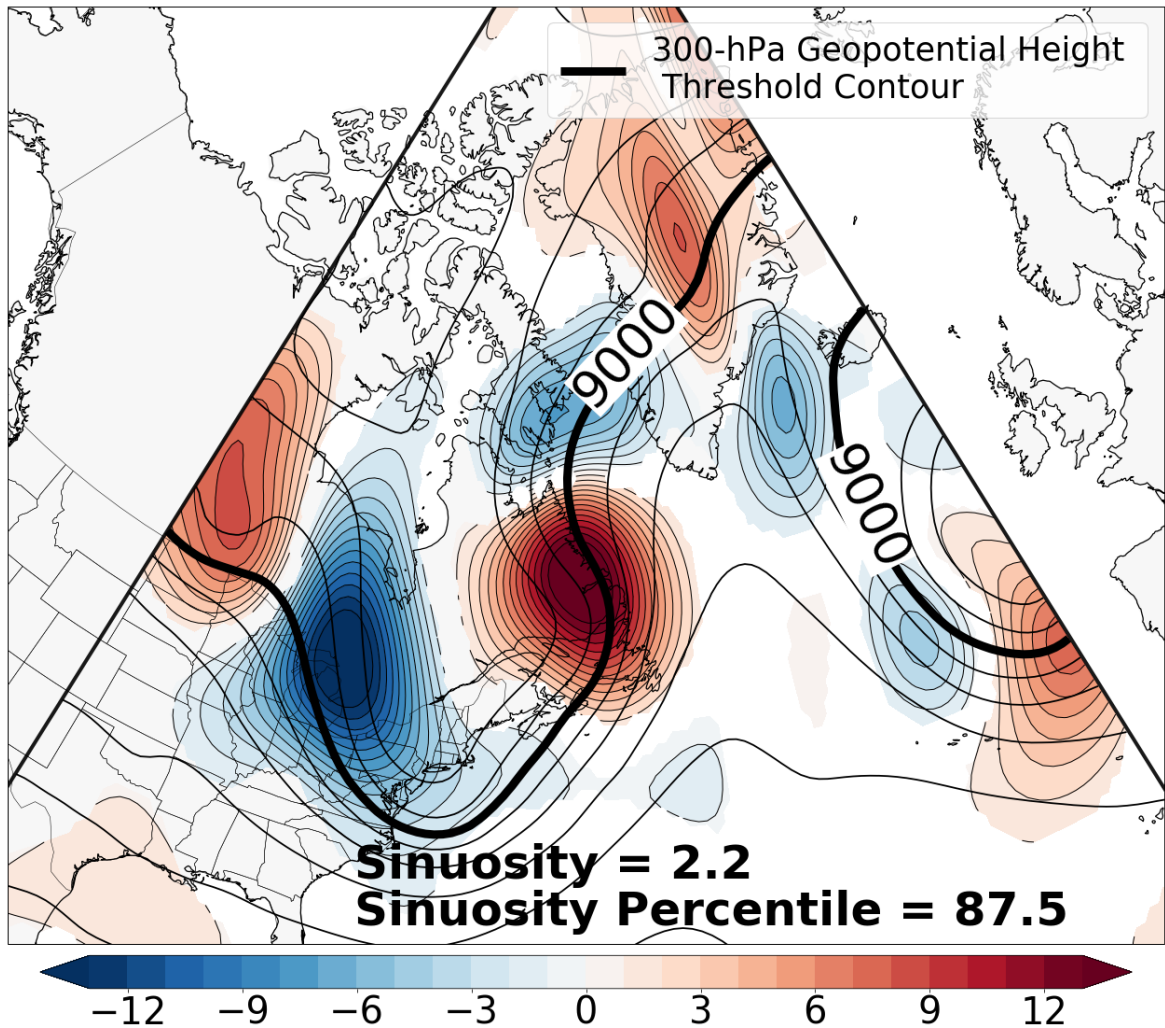 300-hPa Geopotential Height
Threshold Contour
9000
9000
Sinuosity = 2.2
Sinuosity Percentile = 87.5
−12 −9 −6 −3 0 3 6 9 12